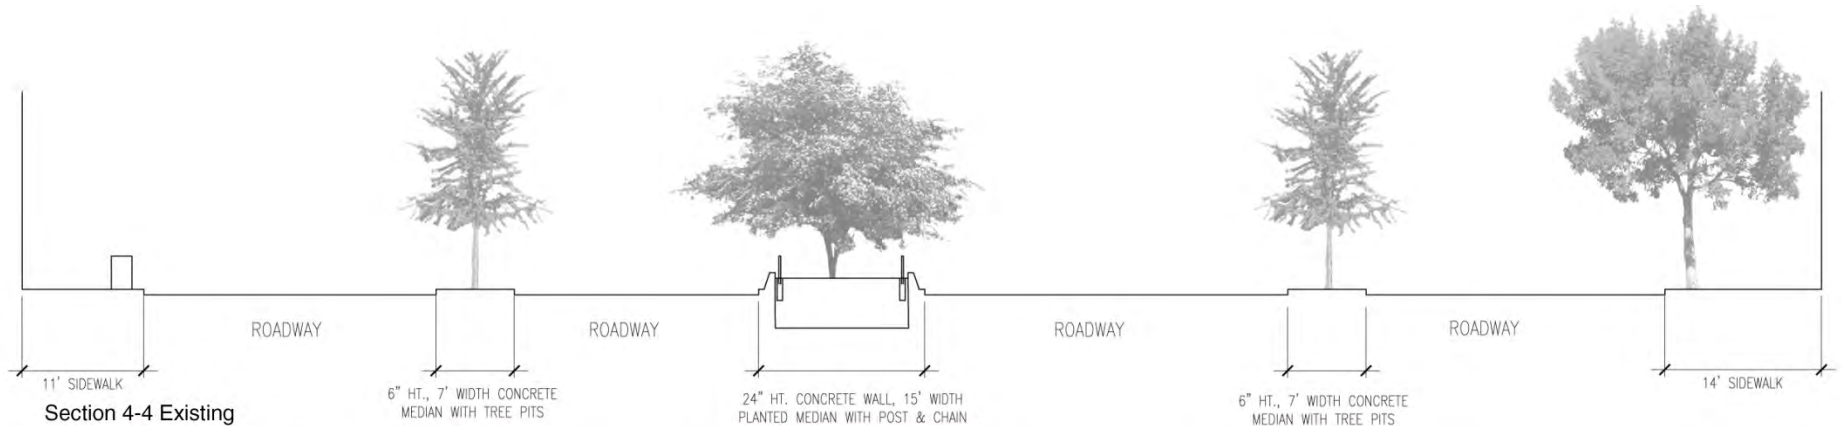 ROADWAY
ROADWAY
ROADWAY
ROADWAY
11' SIDEWALK
6" HT., 7' WIDTH CONCRETE
MEDIAN WITH TREE PITS
24" HT. CONCRETE WALL, 15' WIDTH
PLANTED MEDIAN WITH POST & CHAIN
6" HT., 7' WIDTH CONCRETE
MEDIAN WITH TREE PITS
14' SIDEWALK
Section 4-4 Existing